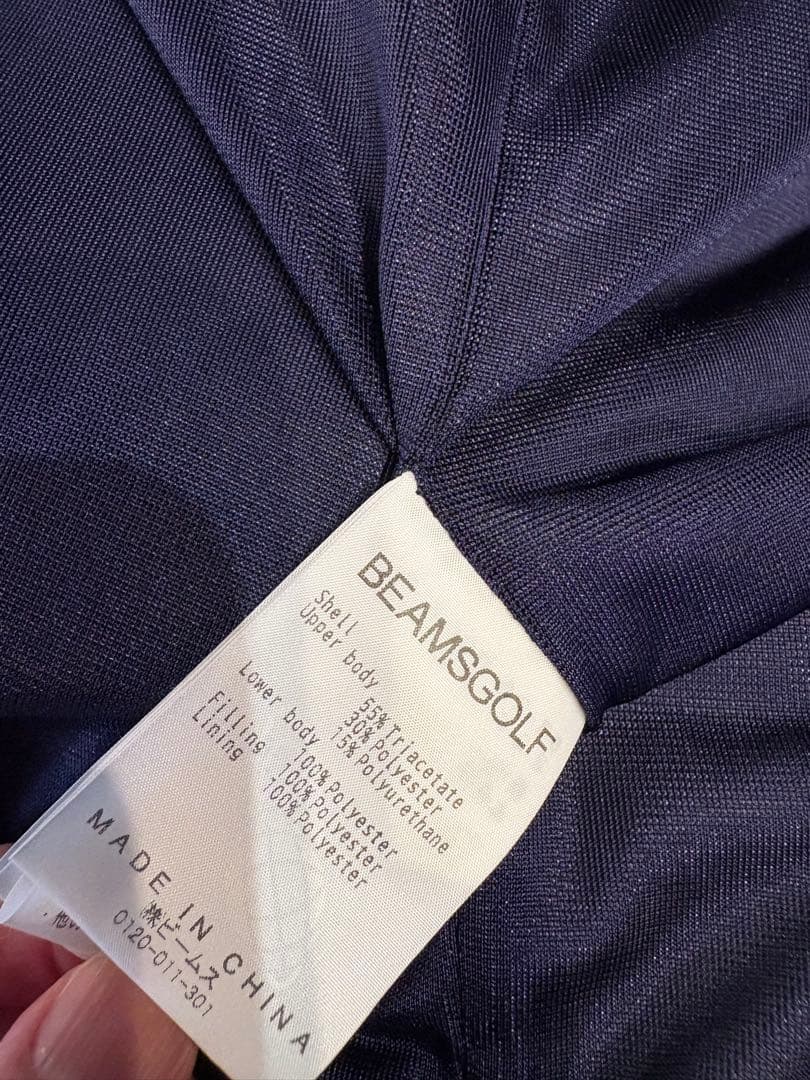 BEAMSGOLF
Shell
Upper body
55% Triacetate
30% Polyester
15% Polyurethane
Lower body 100% Polyester
Filling 100% Polyester
Lining 100% Polyester
MADE IN CHINA
㈱ビームス
0120-011-301